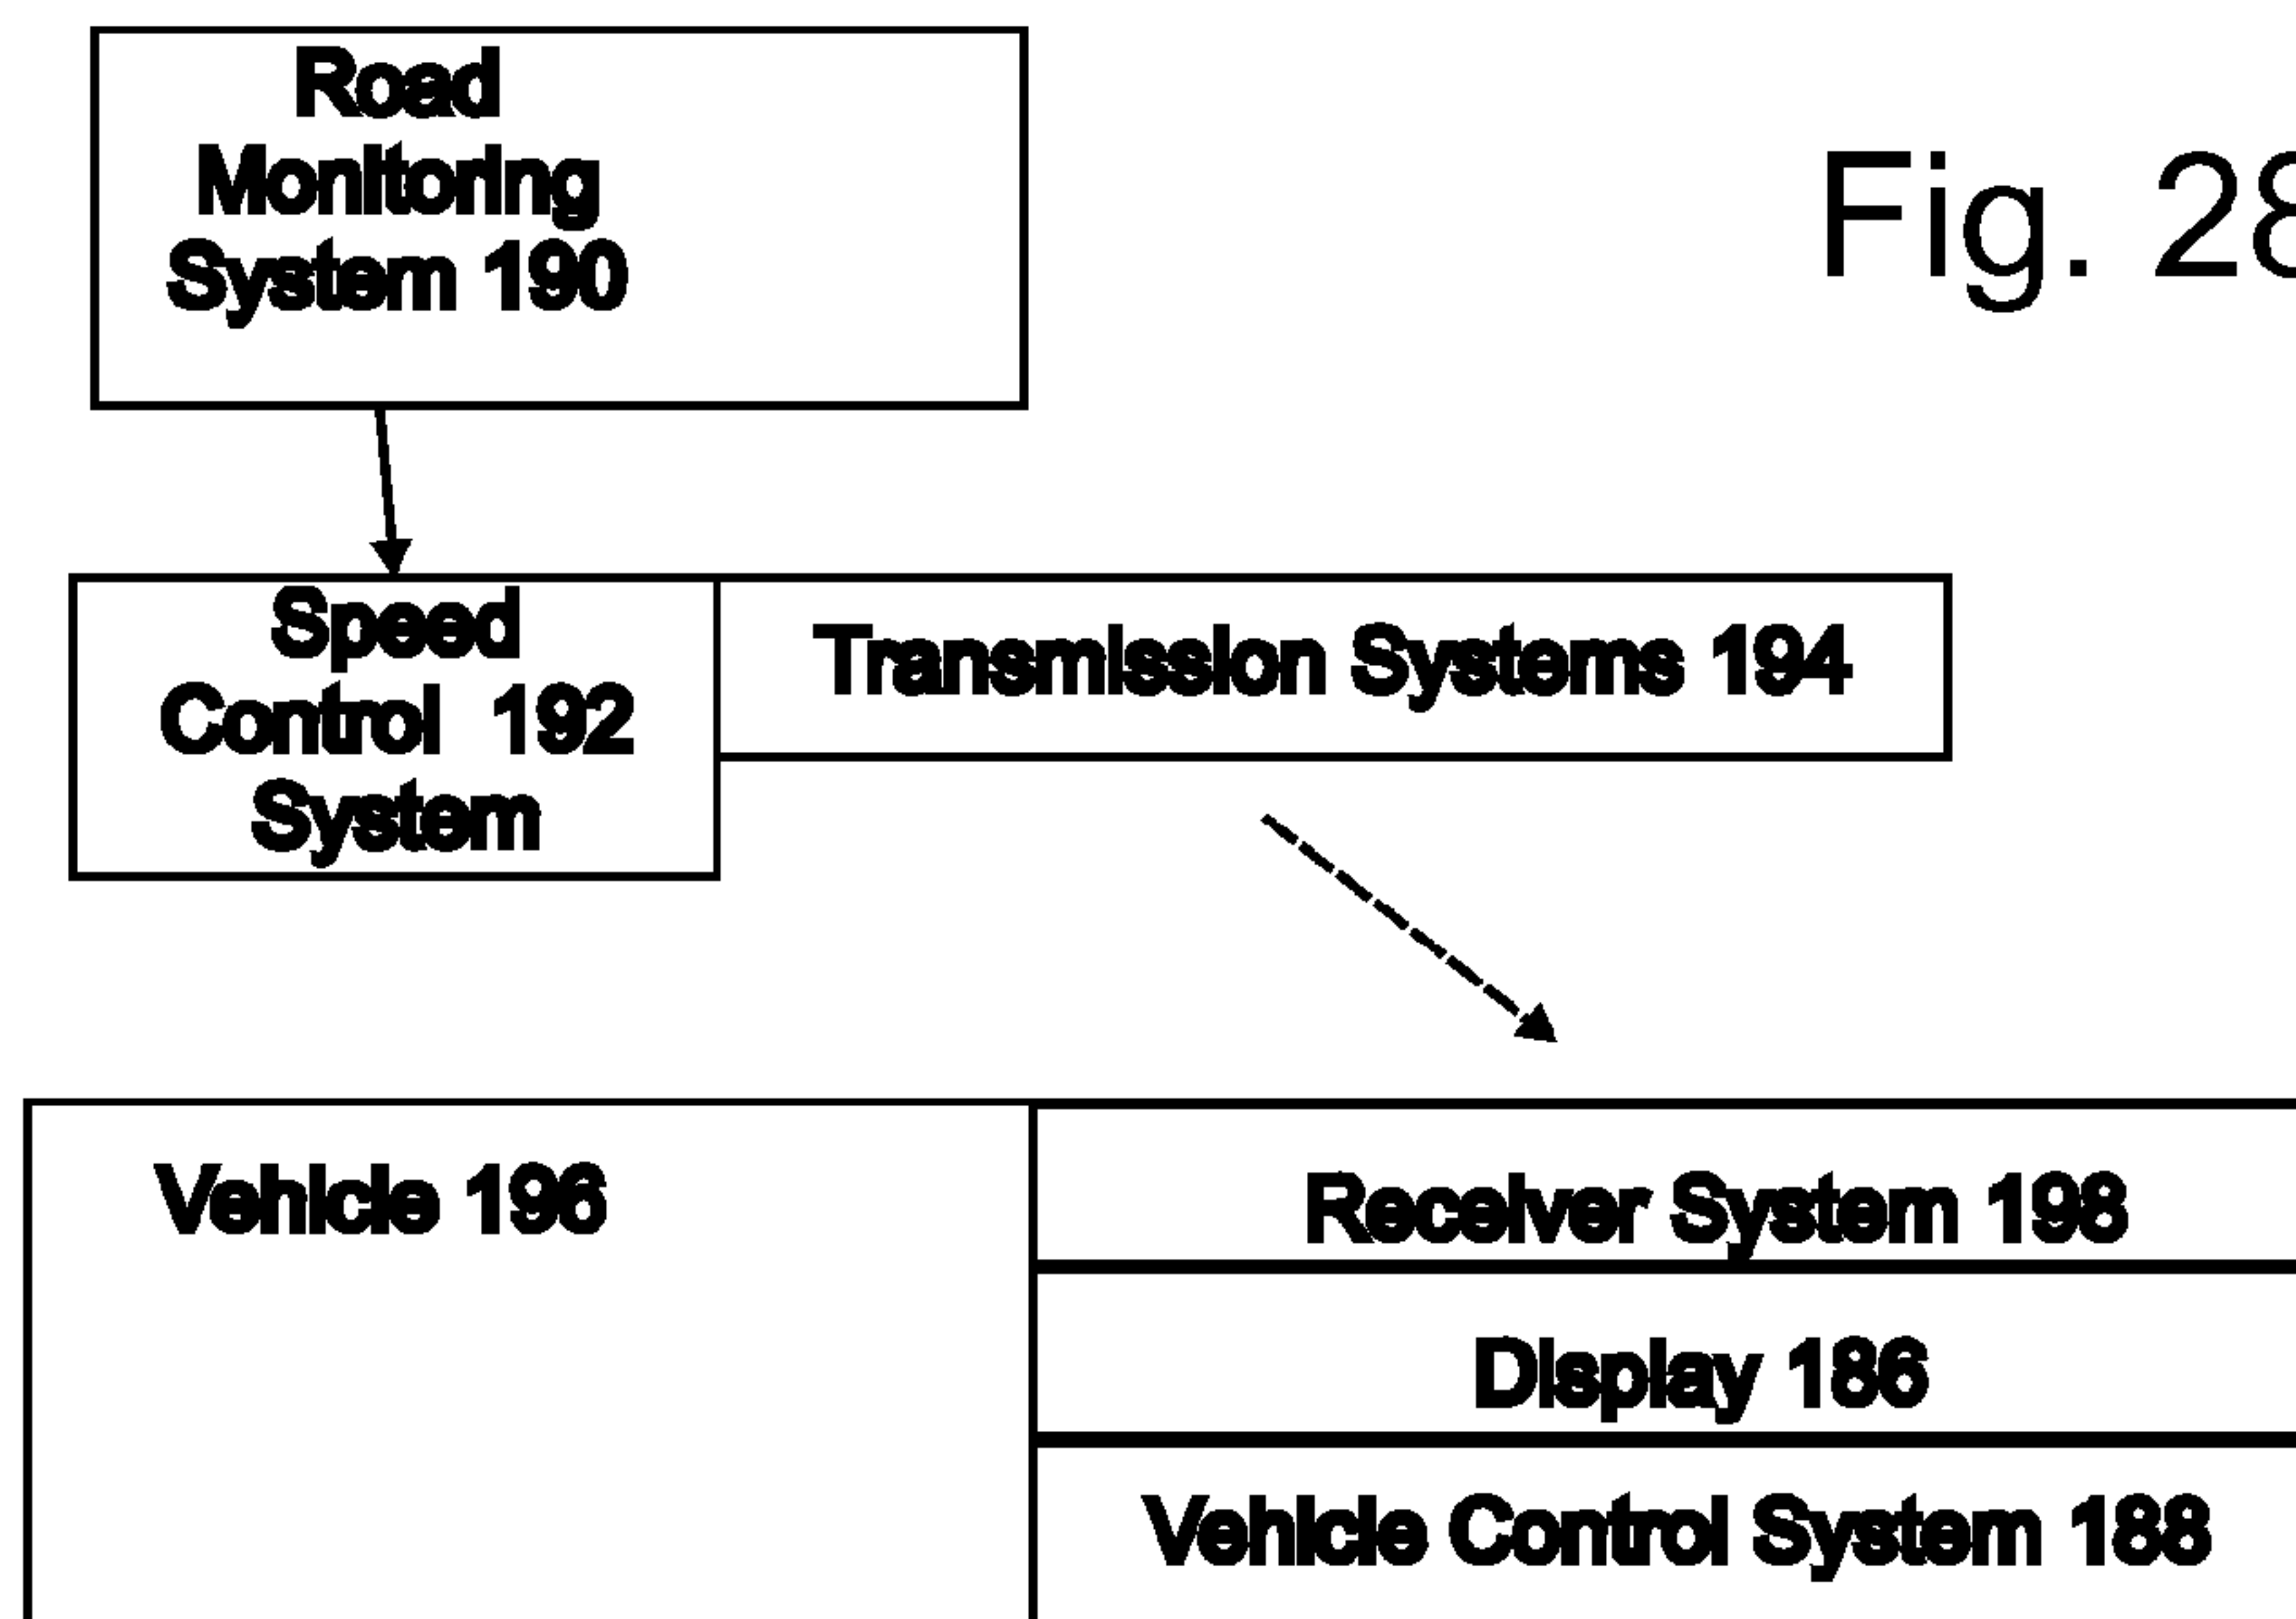 Road
Monitoring
System 190
Fig. 28
Speed
Control 192
System
Transmission Systems 194
Vehicle 196
Receiver System 198
Display 186
Vehicle Control System 188